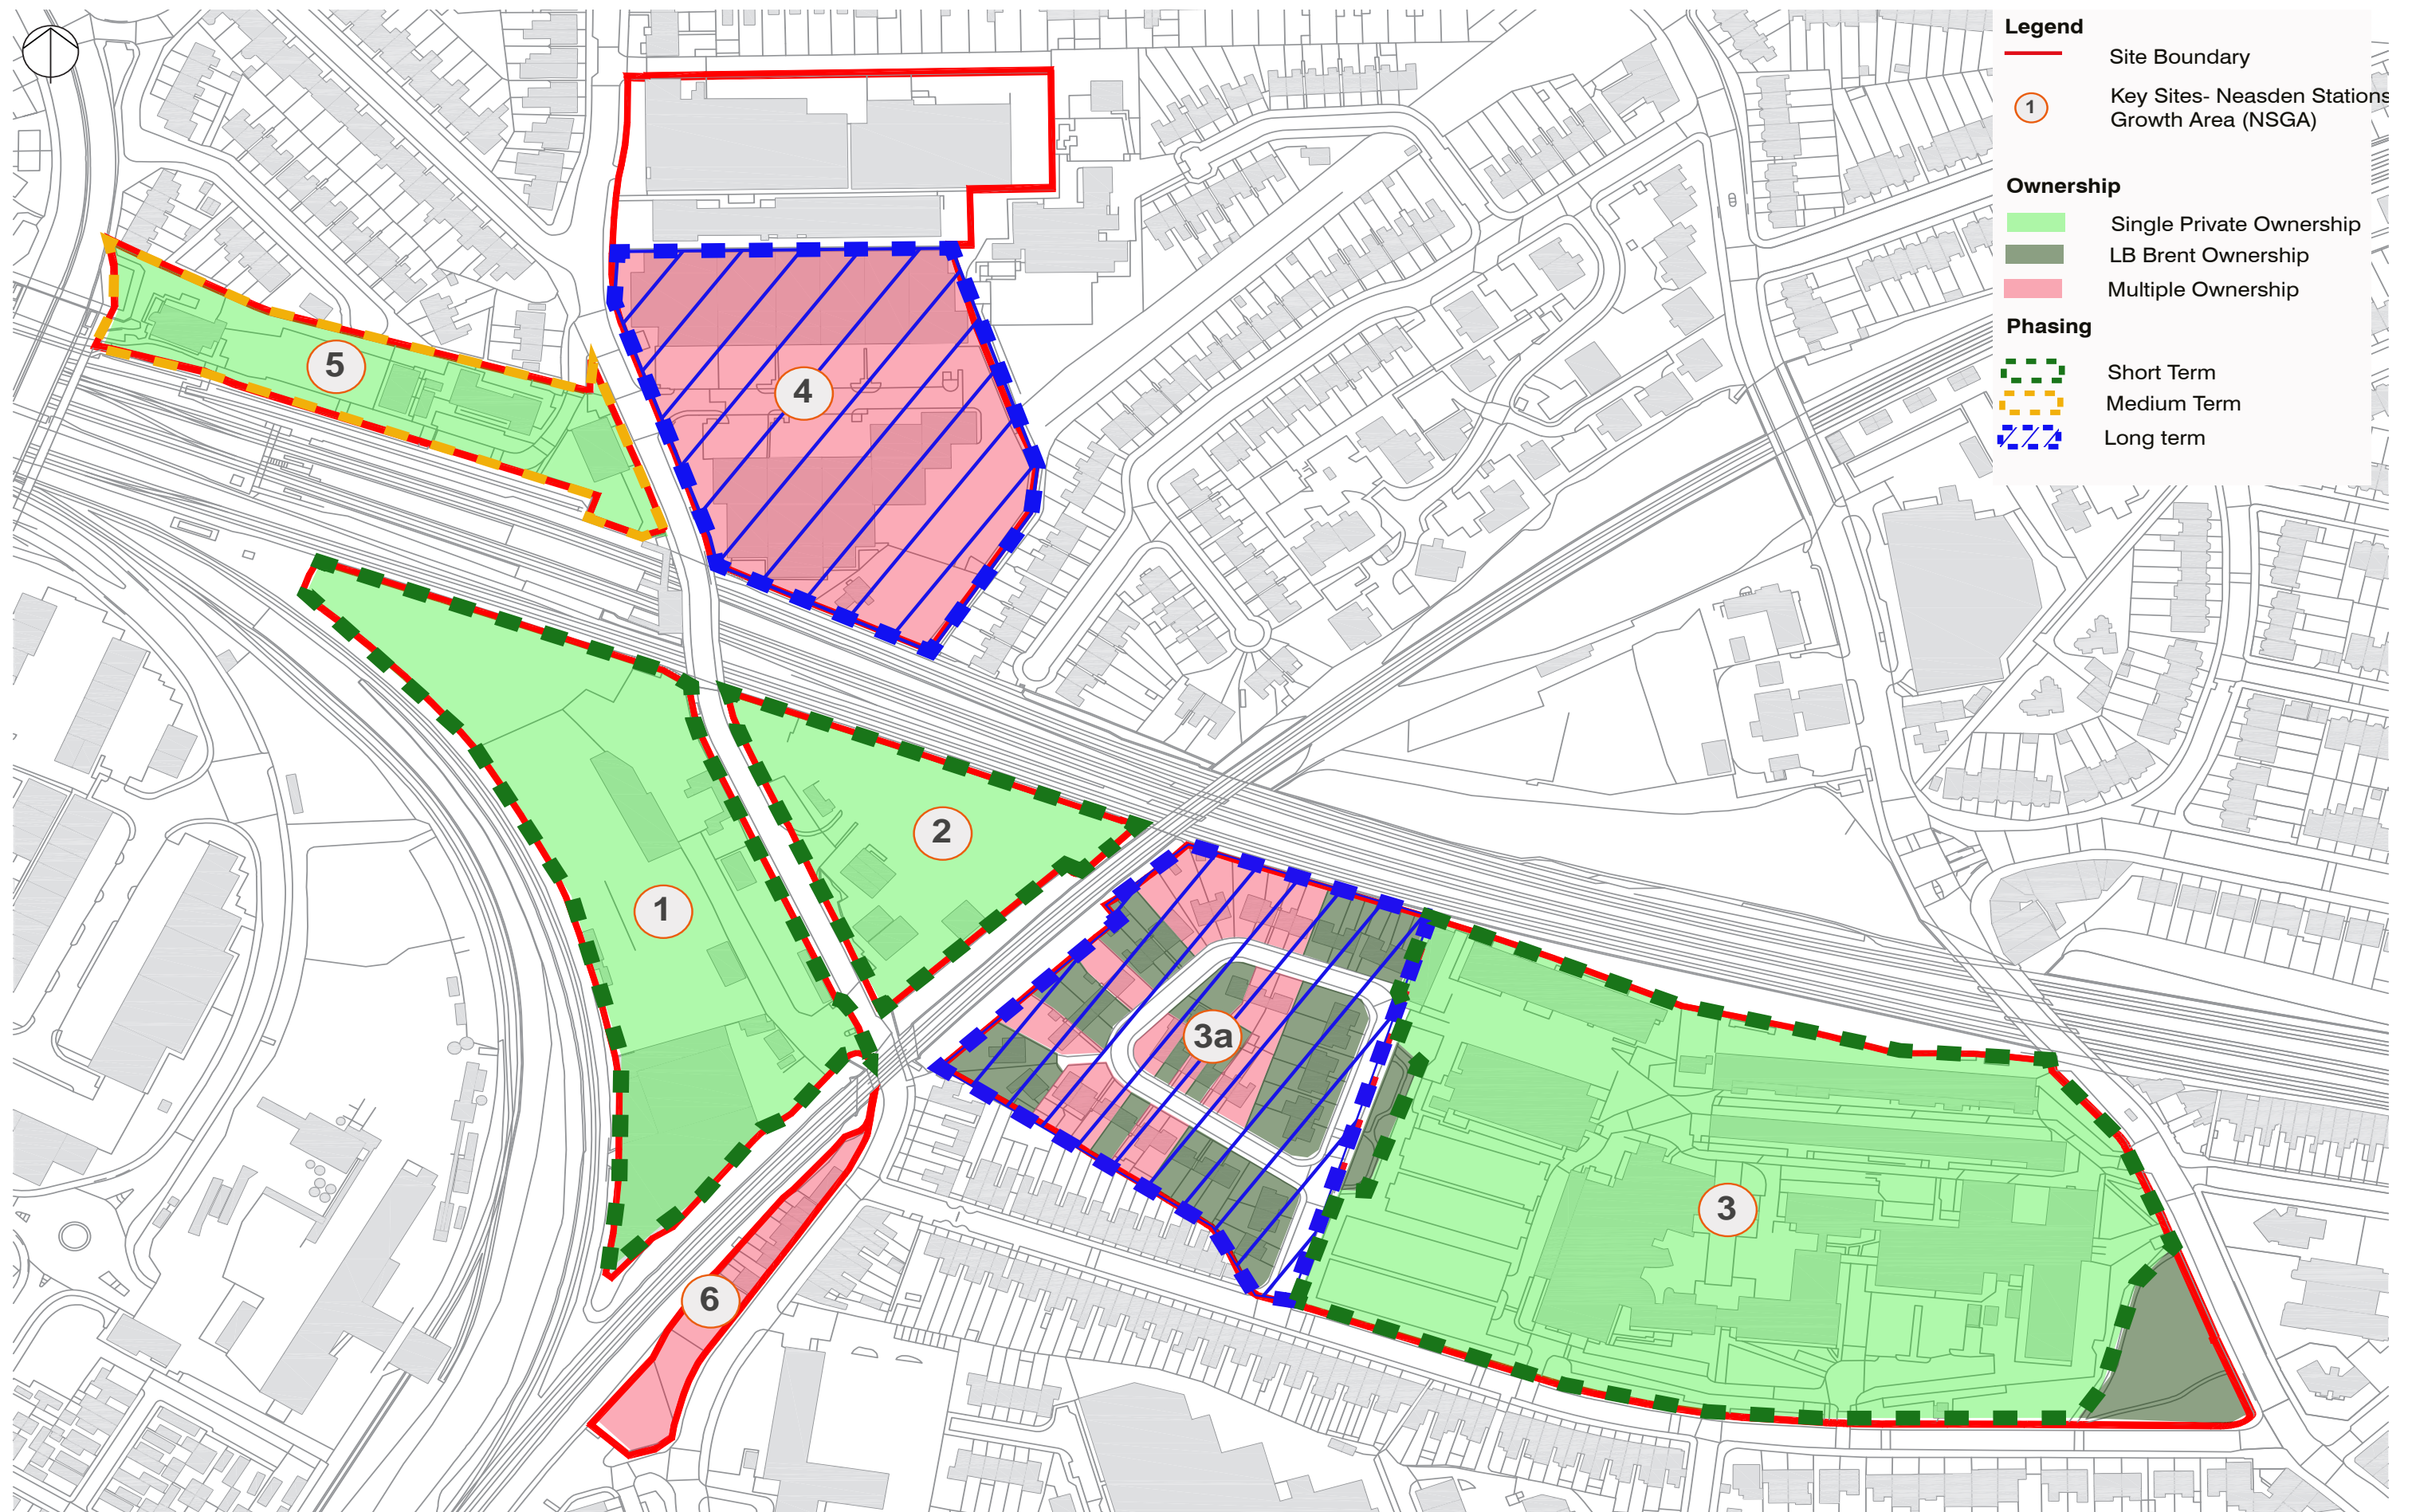 Legend
Site Boundary
1
Key Sites- Neasden Stations
Growth Area (NSGA)
Ownership
Single Private Ownership
LB Brent Ownership
Multiple Ownership
Phasing
Short Term
Medium Term
Long term
5
4
2
1
3a
3
6